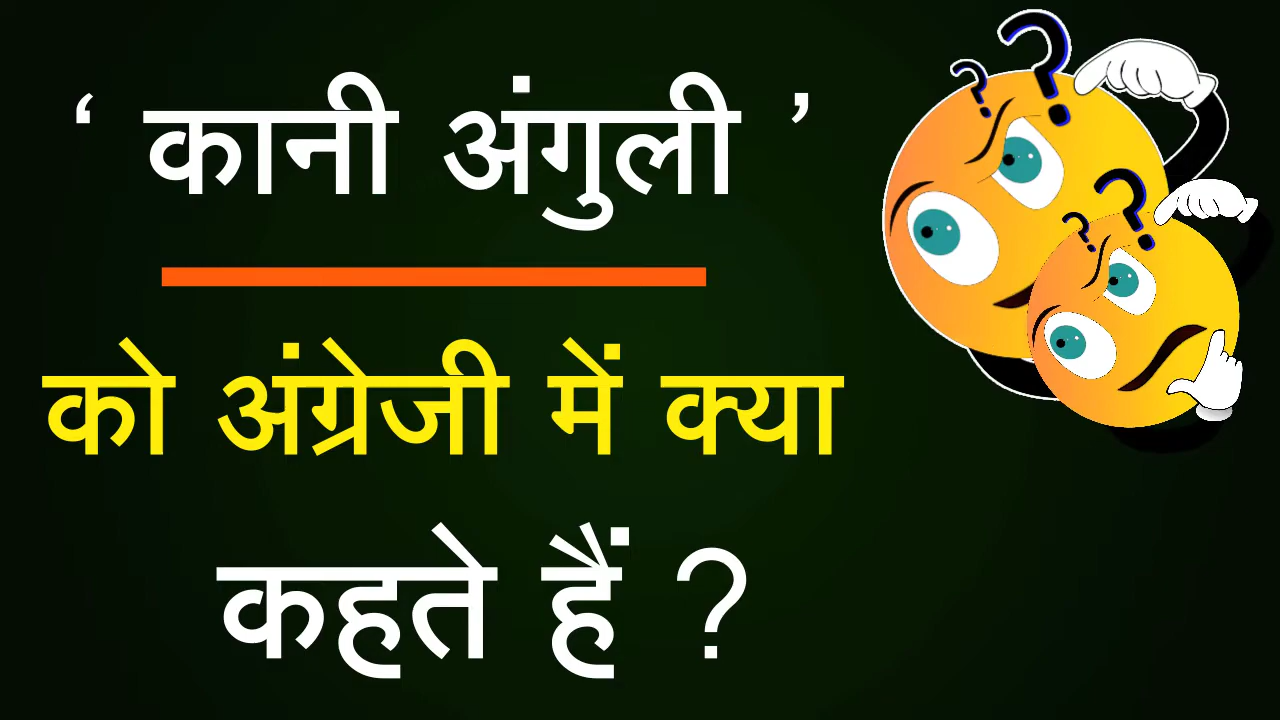 ‘ कानी अंगुली ’
को अंग्रेजी में क्या
कहते हैं ?